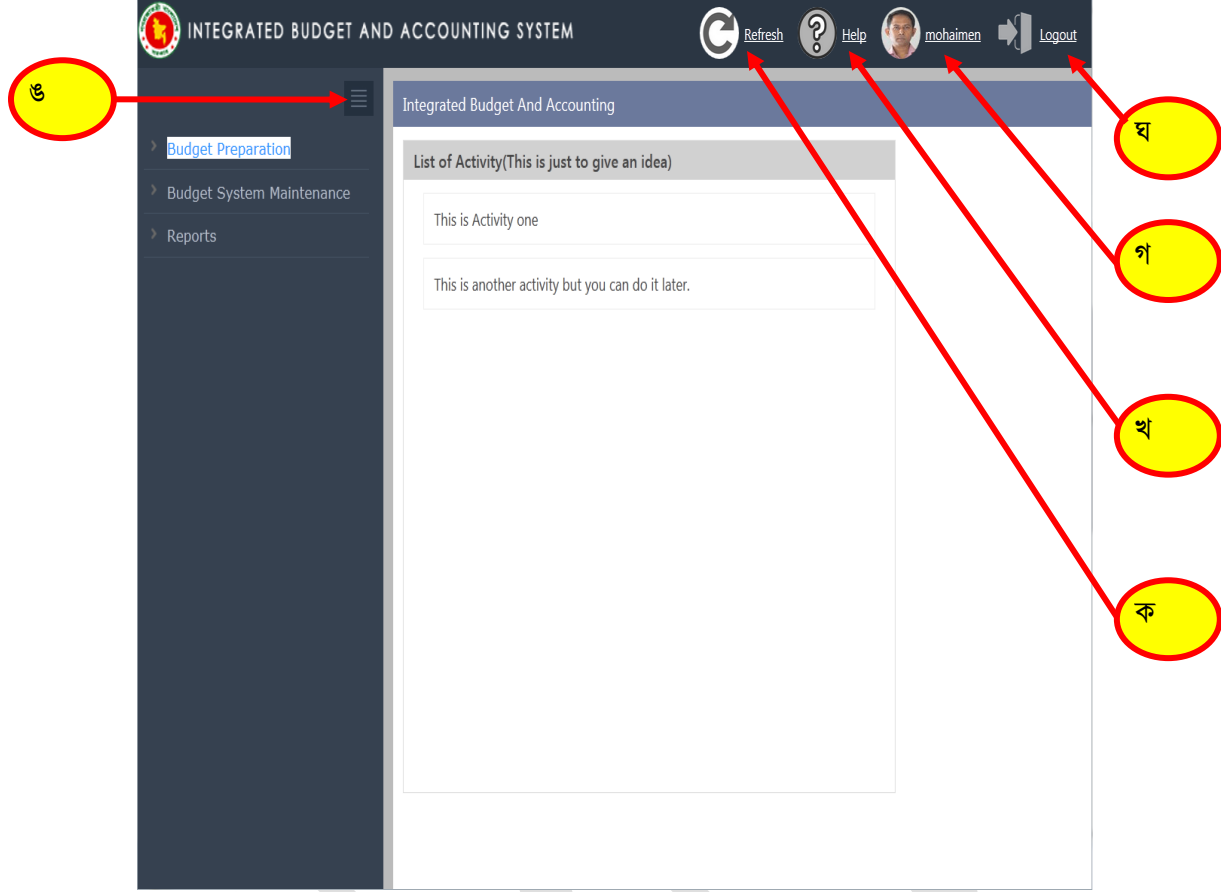 INTEGRATED BUDGET AND ACCOUNTING SYSTEM
Refresh
Help
mohaimen
Logout
ঙ
Integrated Budget And Accounting
ঘ
Budget Preparation
List of Activity(This is just to give an idea)
Budget System Maintenance
This is Activity one
Reports
গ
This is another activity but you can do it later.
খ
ক